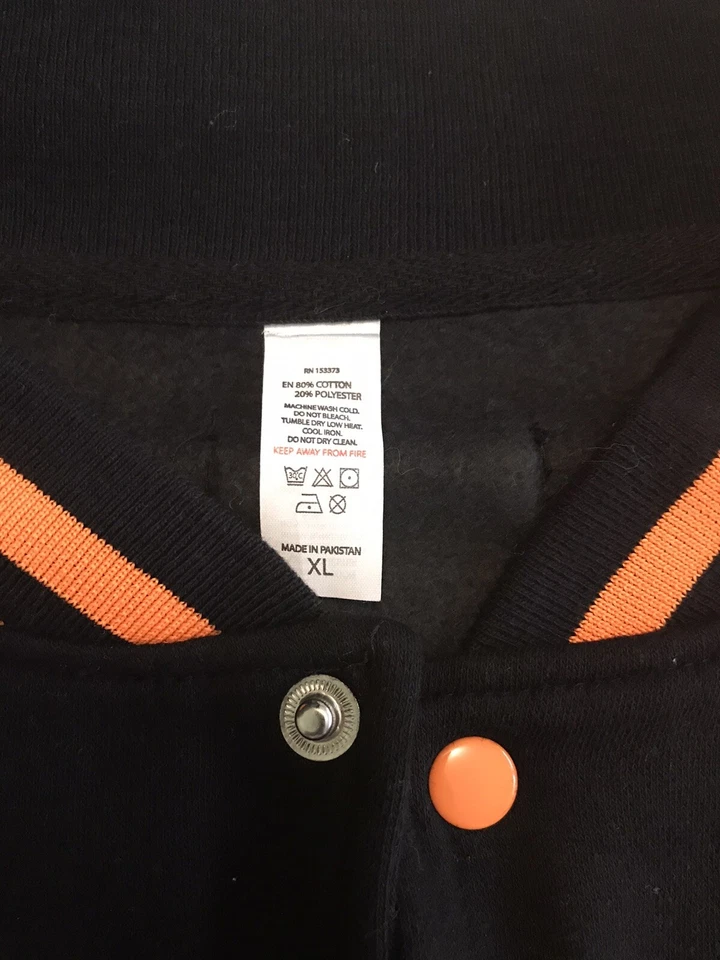 RN 153373
EN 80% COTTON
20% POLYESTER
MACHINE WASH COLD.
DO NOT BLEACH.
TUMBLE DRY LOW HEAT.
COOL IRON.
DO NOT DRY CLEAN.
KEEP AWAY FROM FIRE
30°C
MADE IN PAKISTAN
XL